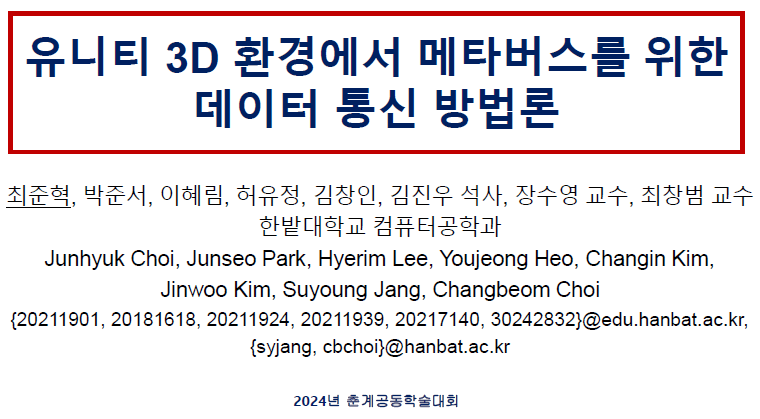 유니티 3D 환경에서 메타버스를 위한
데이터 통신 방법론
최준혁, 박준서, 이혜림, 허유정, 김창인, 김진우 석사, 장수영 교수, 최창범 교수
한밭대학교 컴퓨터공학과
Junhyuk Choi, Junseo Park, Hyerim Lee, Youjeong Heo, Changin Kim,
Jinwoo Kim, Suyoung Jang, Changbeom Choi
{20211901, 20181618, 20211924, 20211939, 20217140, 30242832}@edu.hanbat.ac.kr,
{syjang, cbchoi}@hanbat.ac.kr
2024년 춘계공동학술대회